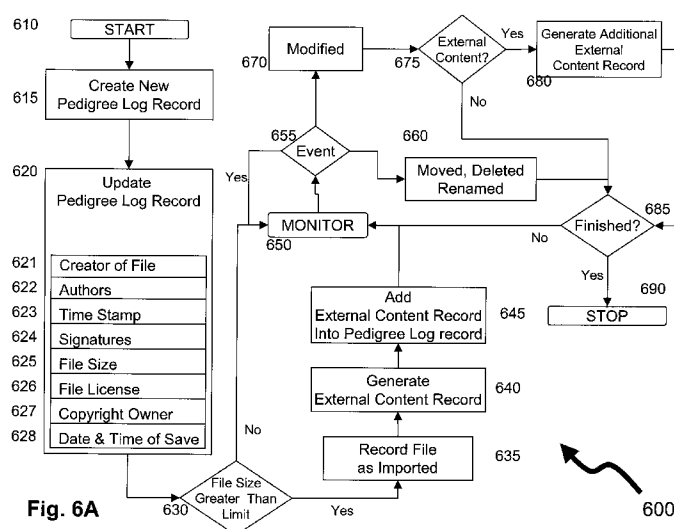 610
START
615
Create New
Pedigree Log Record
620
Update
Pedigree Log Record
621
Creator of File
622
Authors
623
Time Stamp
624
Signatures
625
File Size
626
File License
627
Copyright Owner
628
Date & Time of Save
630
File Size
Greater Than
Limit
No
Yes
635
Record File
as Imported
640
Generate
External Content Record
645
Add
External Content Record
Into Pedigree Log record
MONITOR
650
655
Event
Yes
660
Moved, Deleted
Renamed
670
Modified
675
External
Content?
Yes
No
Generate Additional
External
Content Record
680
685
Finished?
No
Yes
690
STOP
Fig. 6A
600